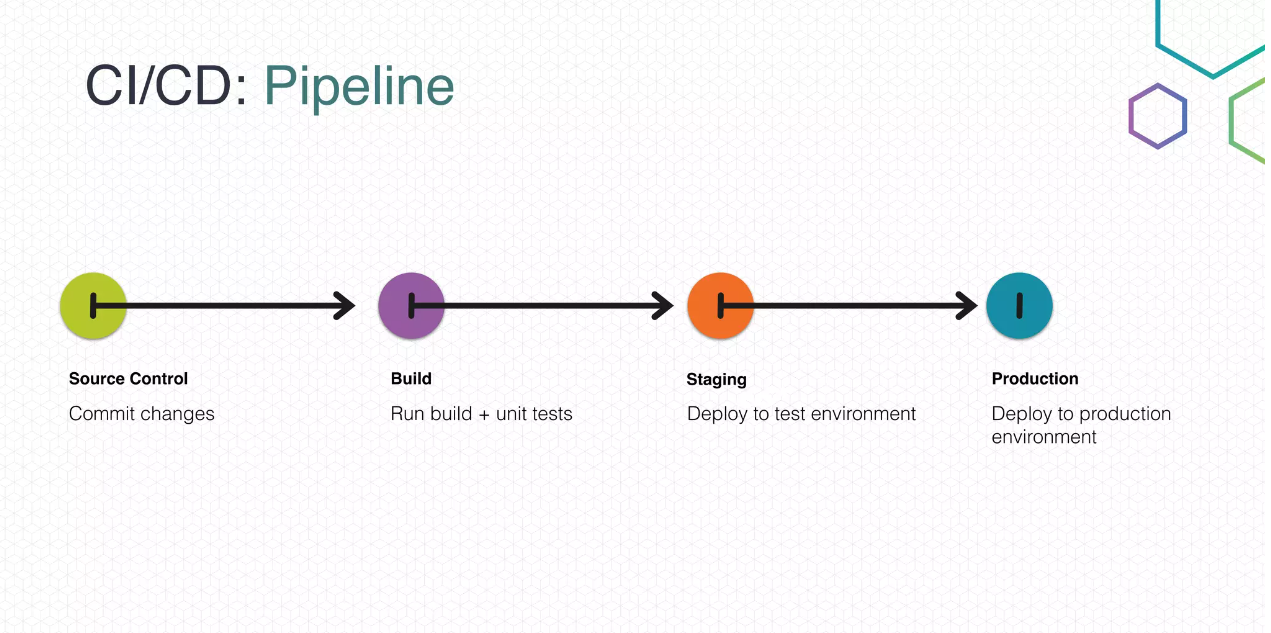 CI/CD: Pipeline
Source Control
Commit changes
Build
Run build + unit tests
Staging
Deploy to test environment
Production
Deploy to production
environment